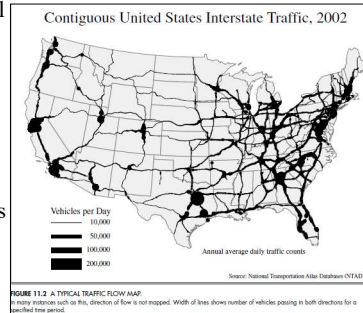 Contiguous United States Interstate Traffic, 2002
Vehicles per Day
10,000
50,000
100,000
200,000
Annual average daily traffic counts
Source: National Transportation Atlas Databases (NTAD
FIGURE 11.2 A TYPICAL TRAFFIC FLOW MAP.
In many instances such as this, direction of flow is not mapped. Width of lines shows number of vehicles passing in both directions for a
specified time period.